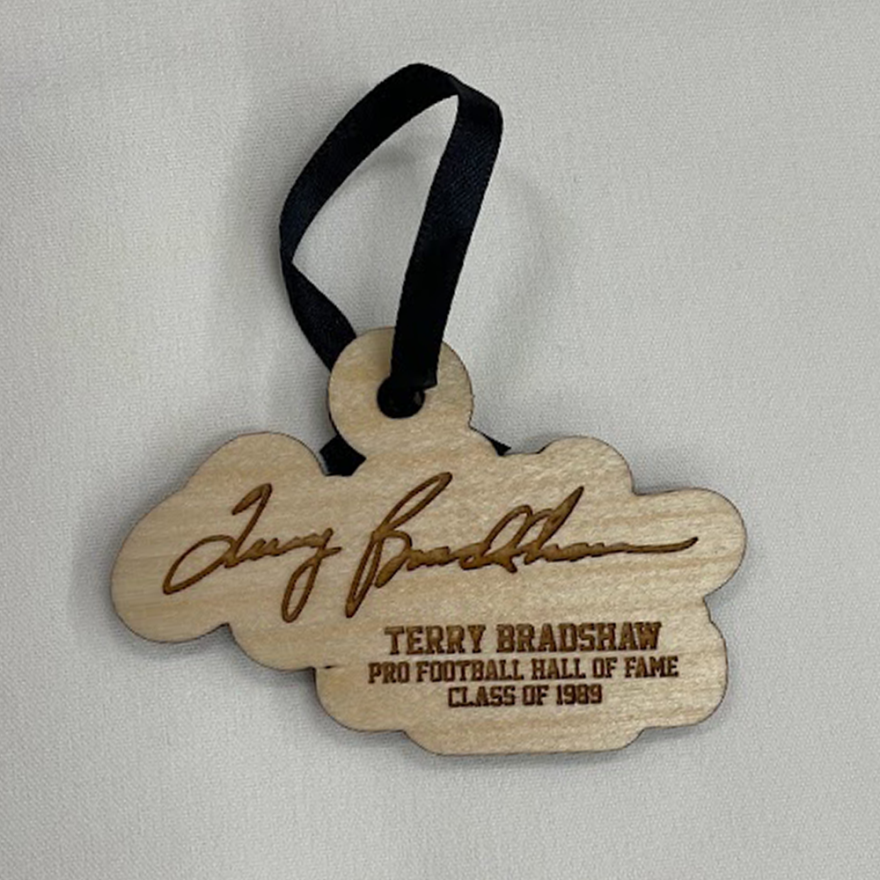 Terry Bradshaw
TERRY BRADSHAW
PRO FOOTBALL HALL OF FAME
CLASS OF 1989